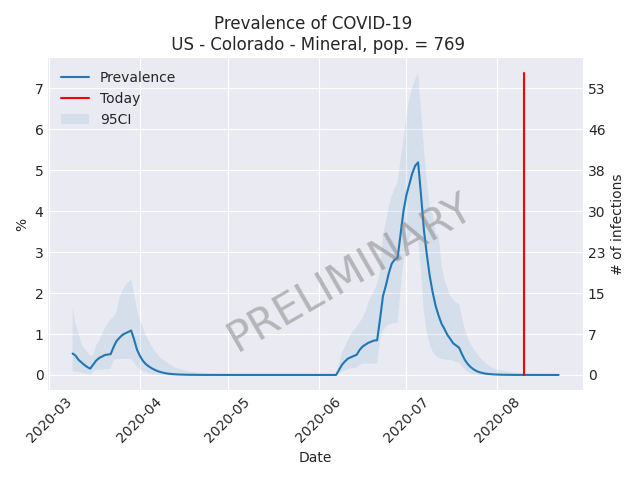 Prevalence of COVID-19
US - Colorado - Mineral, pop. = 769
Prevalence
Today
95CI
PRELIMINARY
%
7
6
5
4
3
2
1
0
53
46
38
30
23
15
7
0
# of infections
2020-03
2020-04
2020-05
2020-06
2020-07
2020-08
Date